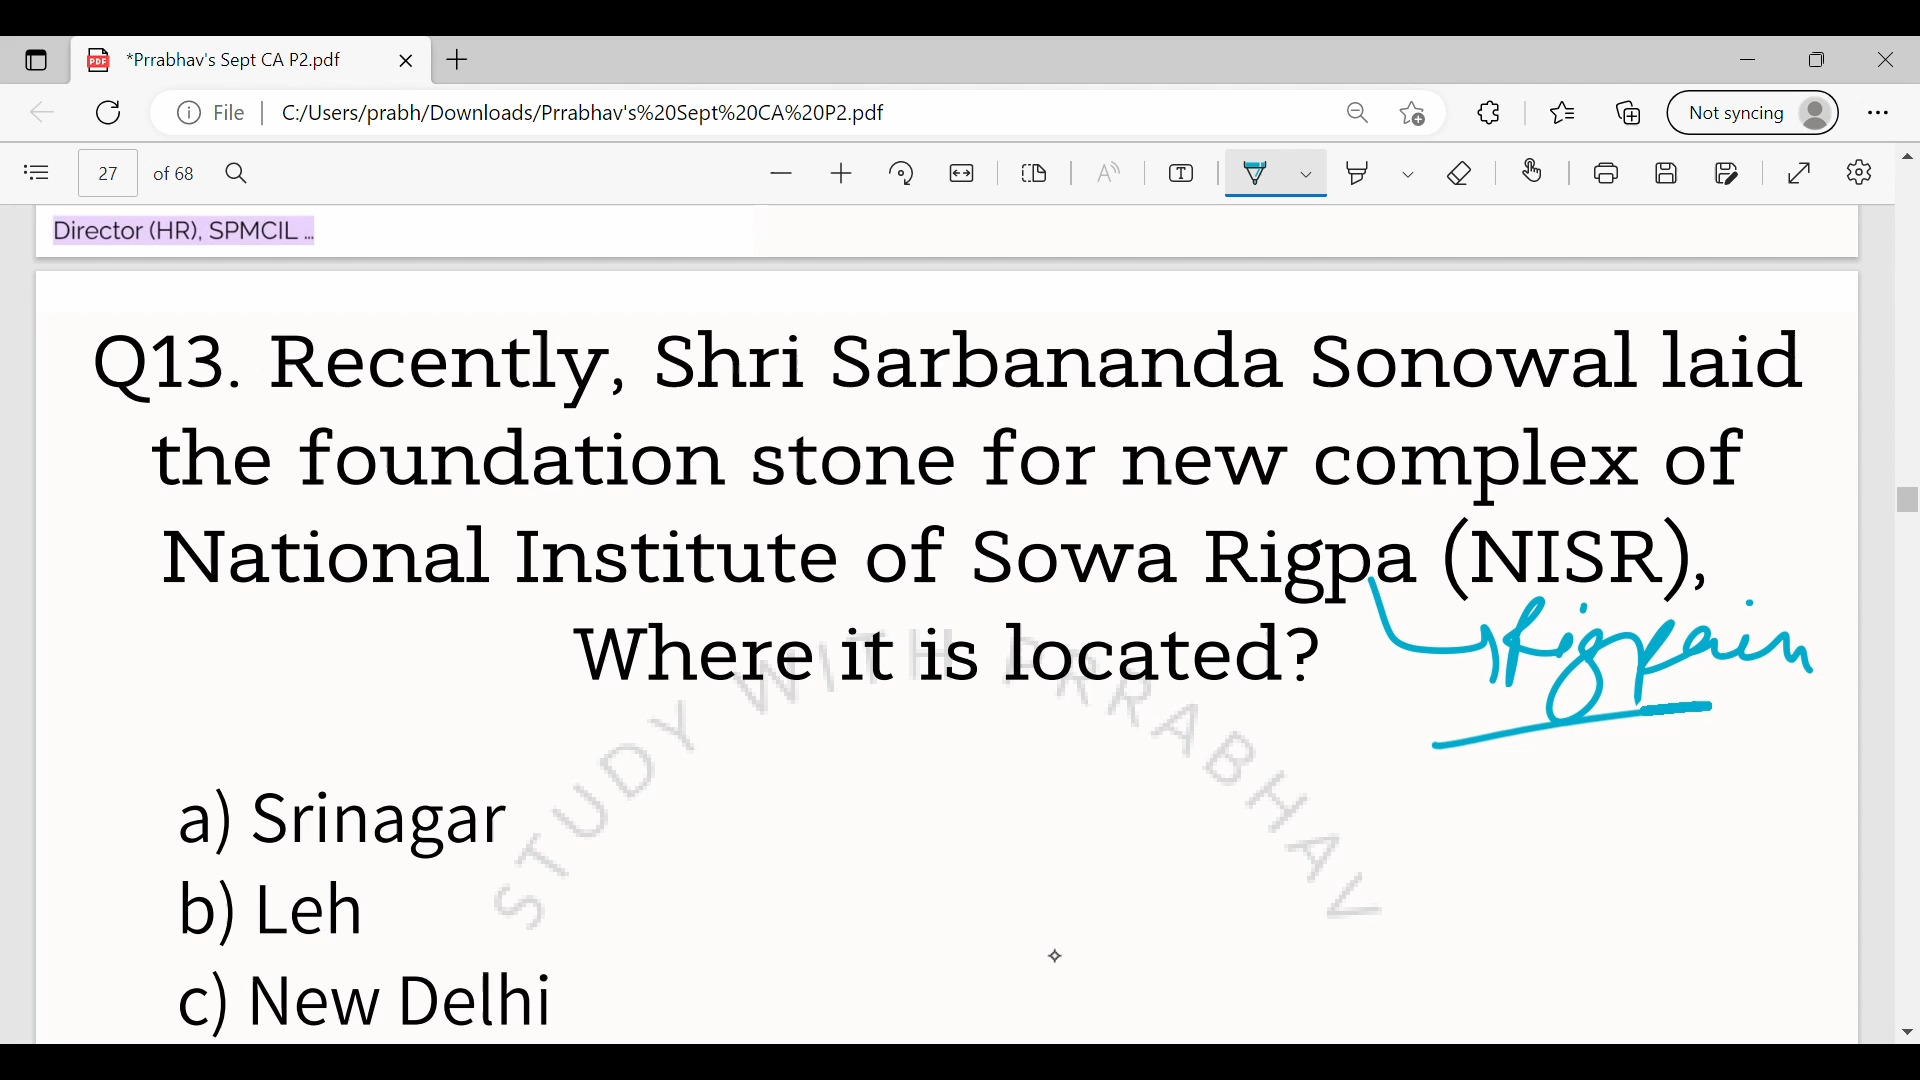 *Prrabhav's Sept CA P2.pdf
File
C:/Users/prabh/Downloads/Prrabhav's%20Sept%20CA%20P2.pdf
Not syncing
27 of 68
Director (HR), SPMCIL ...
Q13. Recently, Shri Sarbananda Sonowal laid
the foundation stone for new complex of
National Institute of Sowa Rigpa (NISR),
Where it is located?
Rigpain
STUDY WITH PRRABHAV
a) Srinagar
b) Leh
c) New Delhi